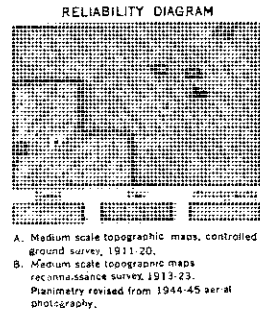 RELIABILITY DIAGRAM
A. Medium scale topographic maps, controlled
ground survey, 1911-20.
B. Medium scale topographic maps
reconnaissance survey, 1913-23.
Planimetry revised from 1944-45 aerial
photography.